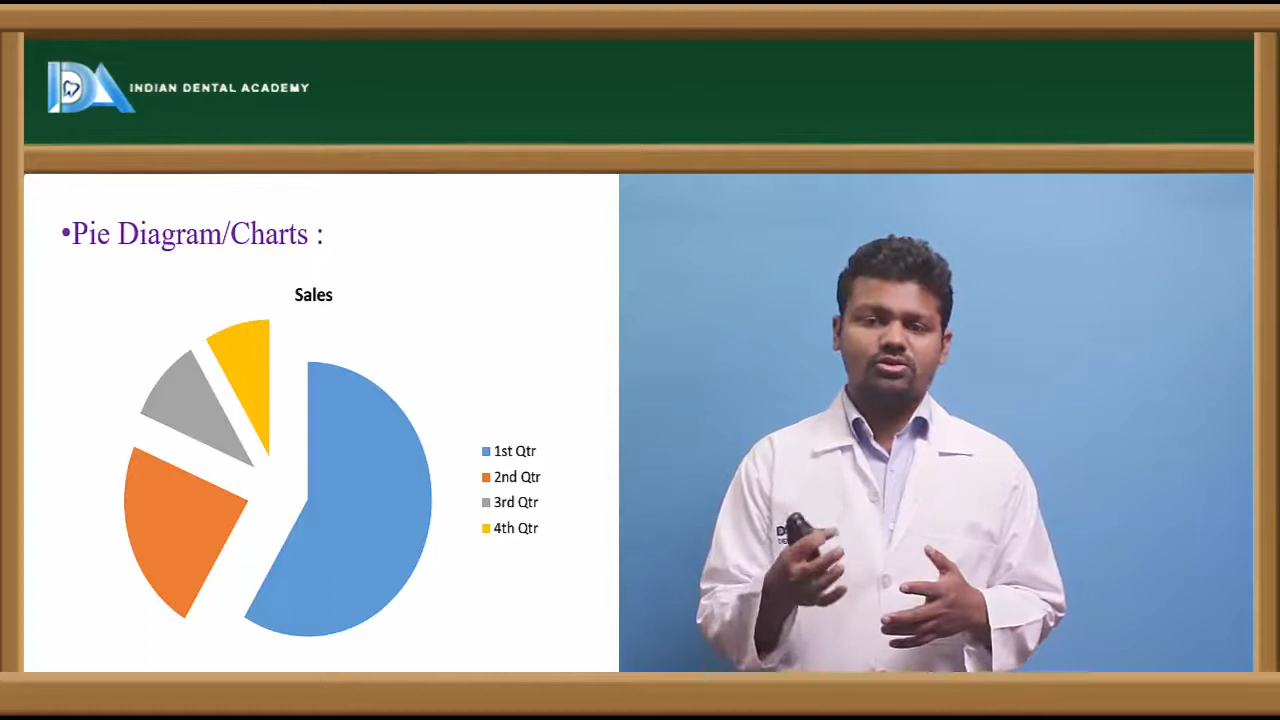 INDIAN DENTAL ACADEMY
•Pie Diagram/Charts :
Sales
1st Qtr
2nd Qtr
3rd Qtr
4th Qtr